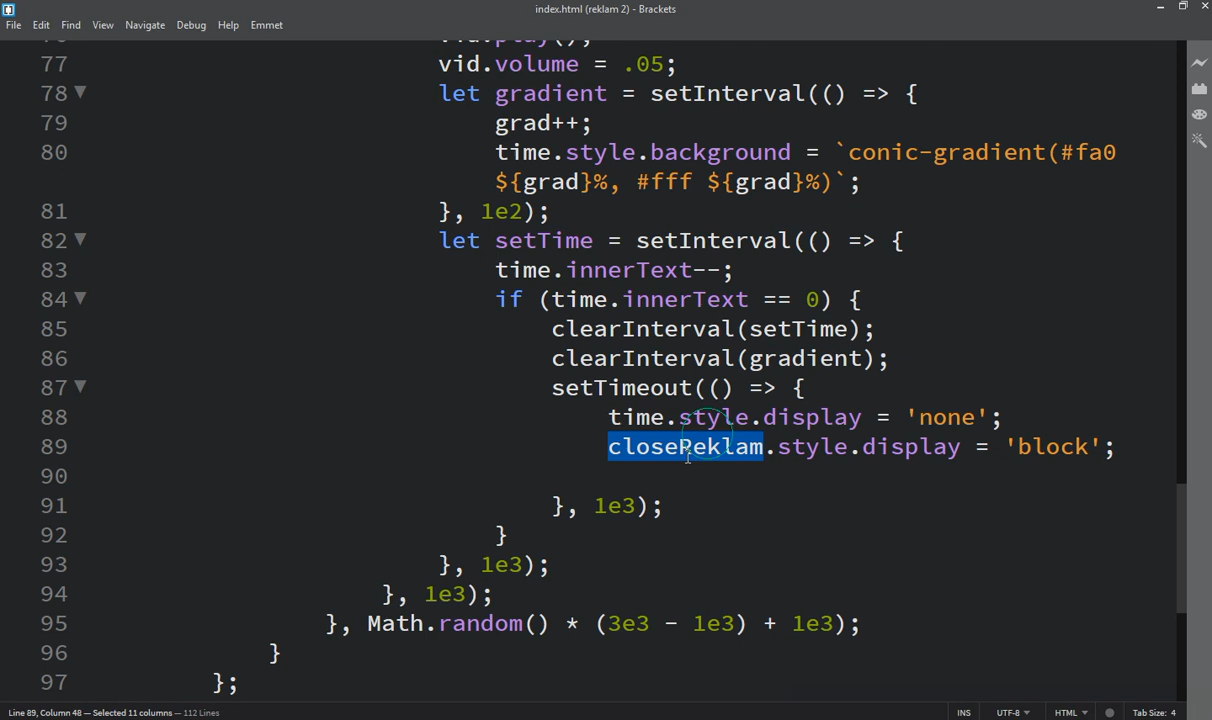 index.html (reklam 2) - Brackets
File Edit Find View Navigate Debug Help Emmet
vid.play();
77 vid.volume = .05;
78 let gradient = setInterval(() => {
79 grad++;
80 time.style.background = `conic-gradient(#fa0
${grad}%, #fff ${grad}%)`;
81 }, 1e2);
82 let setTime = setInterval(() => {
83 time.innerText--;
84 if (time.innerText == 0) {
85 clearInterval(setTime);
86 clearInterval(gradient);
87 setTimeout(() => {
88 time.style.display = 'none';
89 closeReklam.style.display = 'block';
90
91 }, 1e3);
92 }
93 }, 1e3);
94 }, 1e3);
95 }, Math.random() * (3e3 - 1e3) + 1e3);
96 }
97 };
Line 89, Column 48 — Selected 11 columns — 112 Lines INS UTF-8 HTML Tab Size: 4